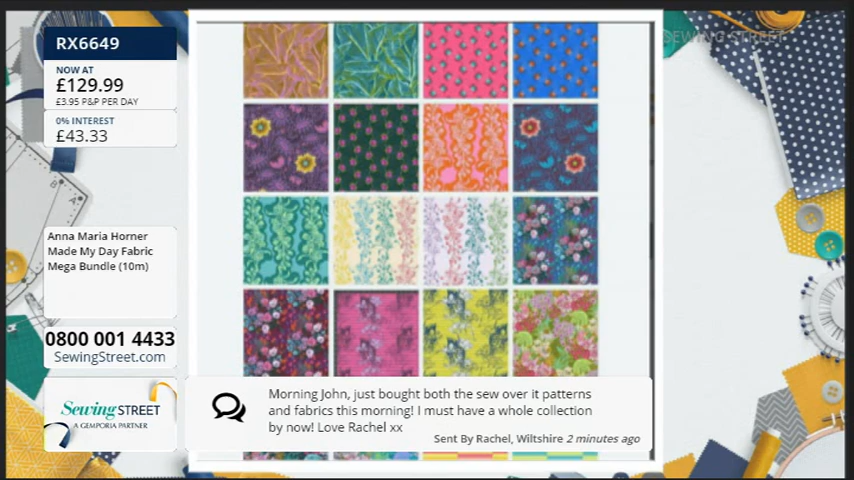 RX6649
NOW AT
£129.99
£3.95 P&P PER DAY
0% INTEREST
£43.33
Anna Maria Horner
Made My Day Fabric
Mega Bundle (10m)
0800 001 4433
SewingStreet.com
Sewing STREET
A GEMPORIA PARTNER
SEWING STREET
Morning John, just bought both the sew over it patterns
and fabrics this morning! I must have a whole collection
by now! Love Rachel xx
Sent By Rachel, Wiltshire 2 minutes ago